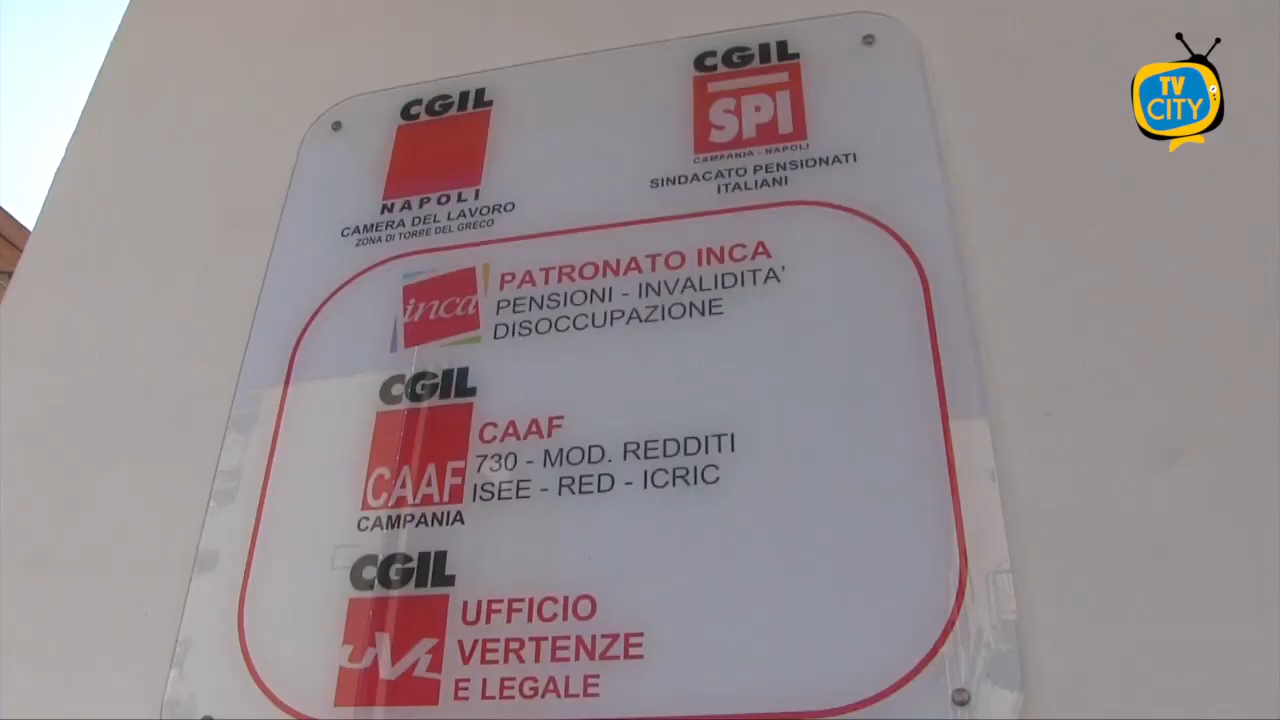 TV
CITY
CGIL
NAPOLI
CAMERA DEL LAVORO
ZONA DI TORRE DEL GRECO
CGIL
SPI
CAMPANIA - NAPOLI
SINDACATO PENSIONATI
ITALIANI
inca
PATRONATO INCA
PENSIONI - INVALIDITA'
DISOCCUPAZIONE
CGIL
CAAF
CAMPANIA
CAAF
730 - MOD. REDDITI
ISEE - RED - ICRIC
CGIL
UVL
UFFICIO
VERTENZE
E LEGALE